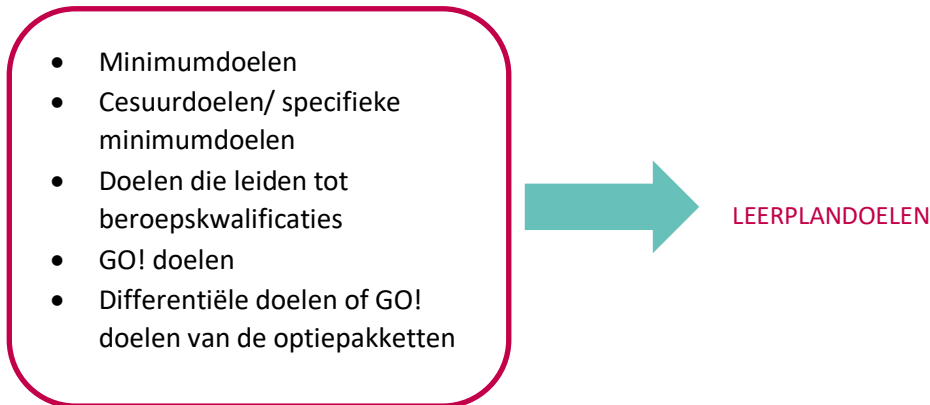 • Minimumdoelen
• Cesuurdoelen/ specifieke
minimumdoelen
• Doelen die leiden tot
beroepskwalificaties
• GO! doelen
• Differentiële doelen of GO!
doelen van de optiepakketten
LEERPLANDOELEN